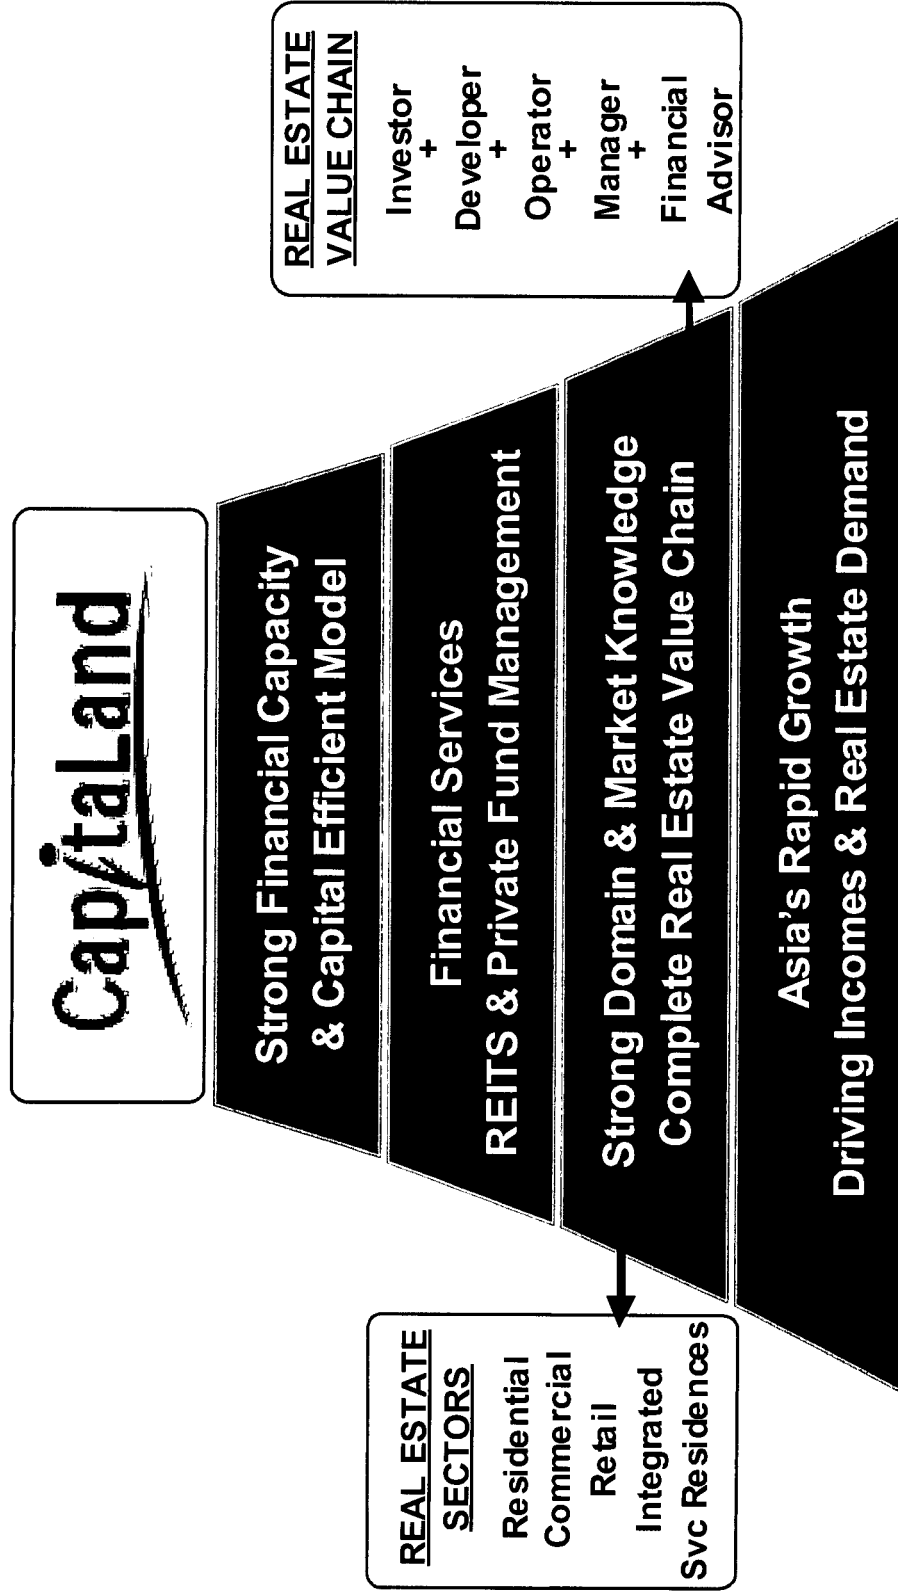 CapitaLand
Strong Financial Capacity
& Capital Efficient Model
Financial Services
REITS & Private Fund Management
Strong Domain & Market Knowledge
Complete Real Estate Value Chain
Asia's Rapid Growth
Driving Incomes & Real Estate Demand
REAL ESTATE
SECTORS
Residential
Commercial
Retail
Integrated
Svc Residences
REAL ESTATE
VALUE CHAIN
Investor
+
Developer
+
Operator
+
Manager
+
Financial
Advisor